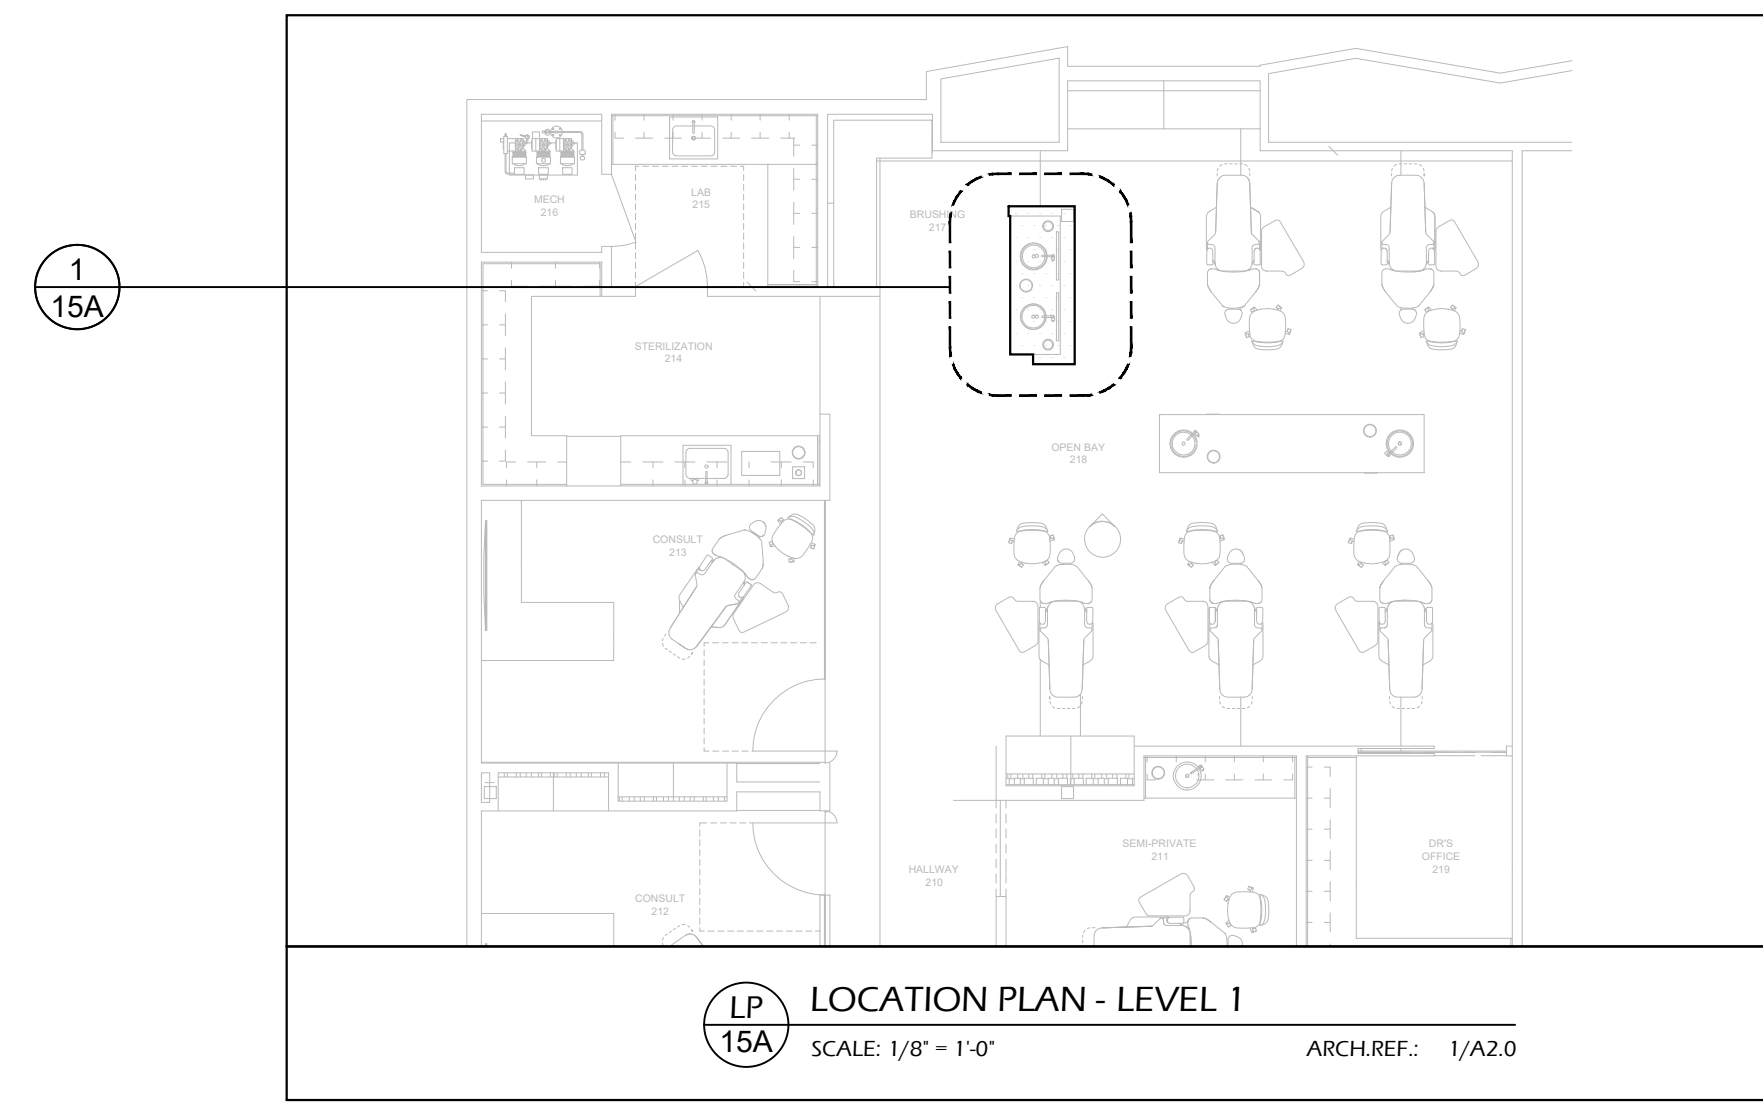 MECH
216
LAB
215
BRUSHING
217
1
15A
STERILIZATION
214
OPEN BAY
218
CONSULT
213
SEMI-PRIVATE
211
DR'S
OFFICE
219
HALLWAY
210
CONSULT
212
LP
15A
LOCATION PLAN - LEVEL 1
SCALE: 1/8" = 1'-0"
ARCH.REF.: 1/A2.0